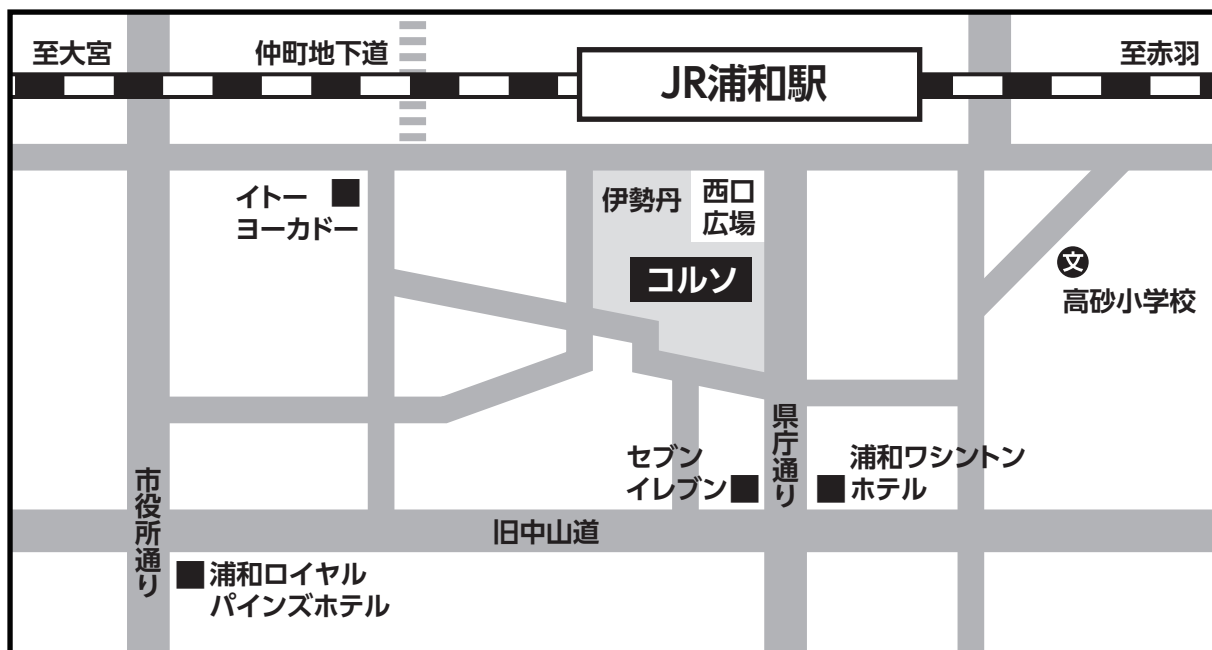 至大宮
仲町地下道
至赤羽
JR浦和駅
イトー
ヨーカドー
伊勢丹
西口
広場
コルソ
文
高砂小学校
県庁通り
セブン
イレブン
浦和ワシントン
ホテル
市役所通り
旧中山道
浦和ロイヤル
パインズホテル